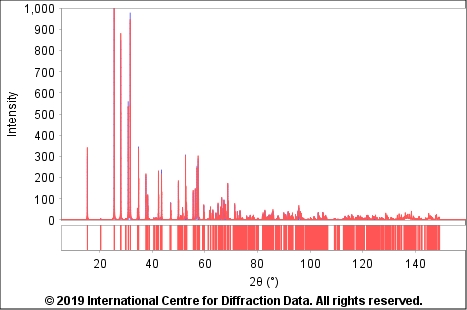 1,000
900
800
700
600
500
400
300
200
100
0
Intensity
20 40 60 80 100 120 140
2θ (°)
© 2019 International Centre for Diffraction Data. All rights reserved.